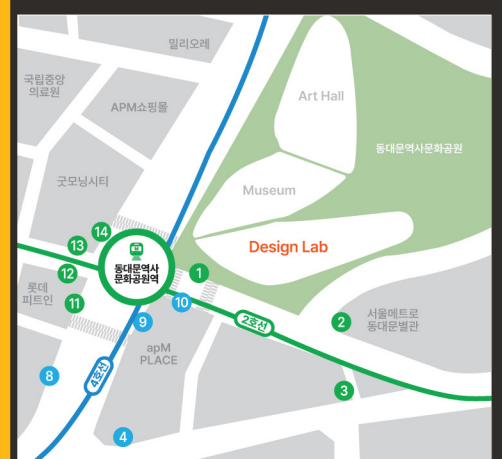 밀리오레
국립중앙
의료원
APM쇼핑몰
Art Hall
동대문역사문화공원
굿모닝시티
Museum
14
13
Design Lab
동대문역사
문화공원역
1
12
롯데
피트인
11
10
9
2호선
2
서울메트로
동대문별관
apM
PLACE
8
4호선
3
4